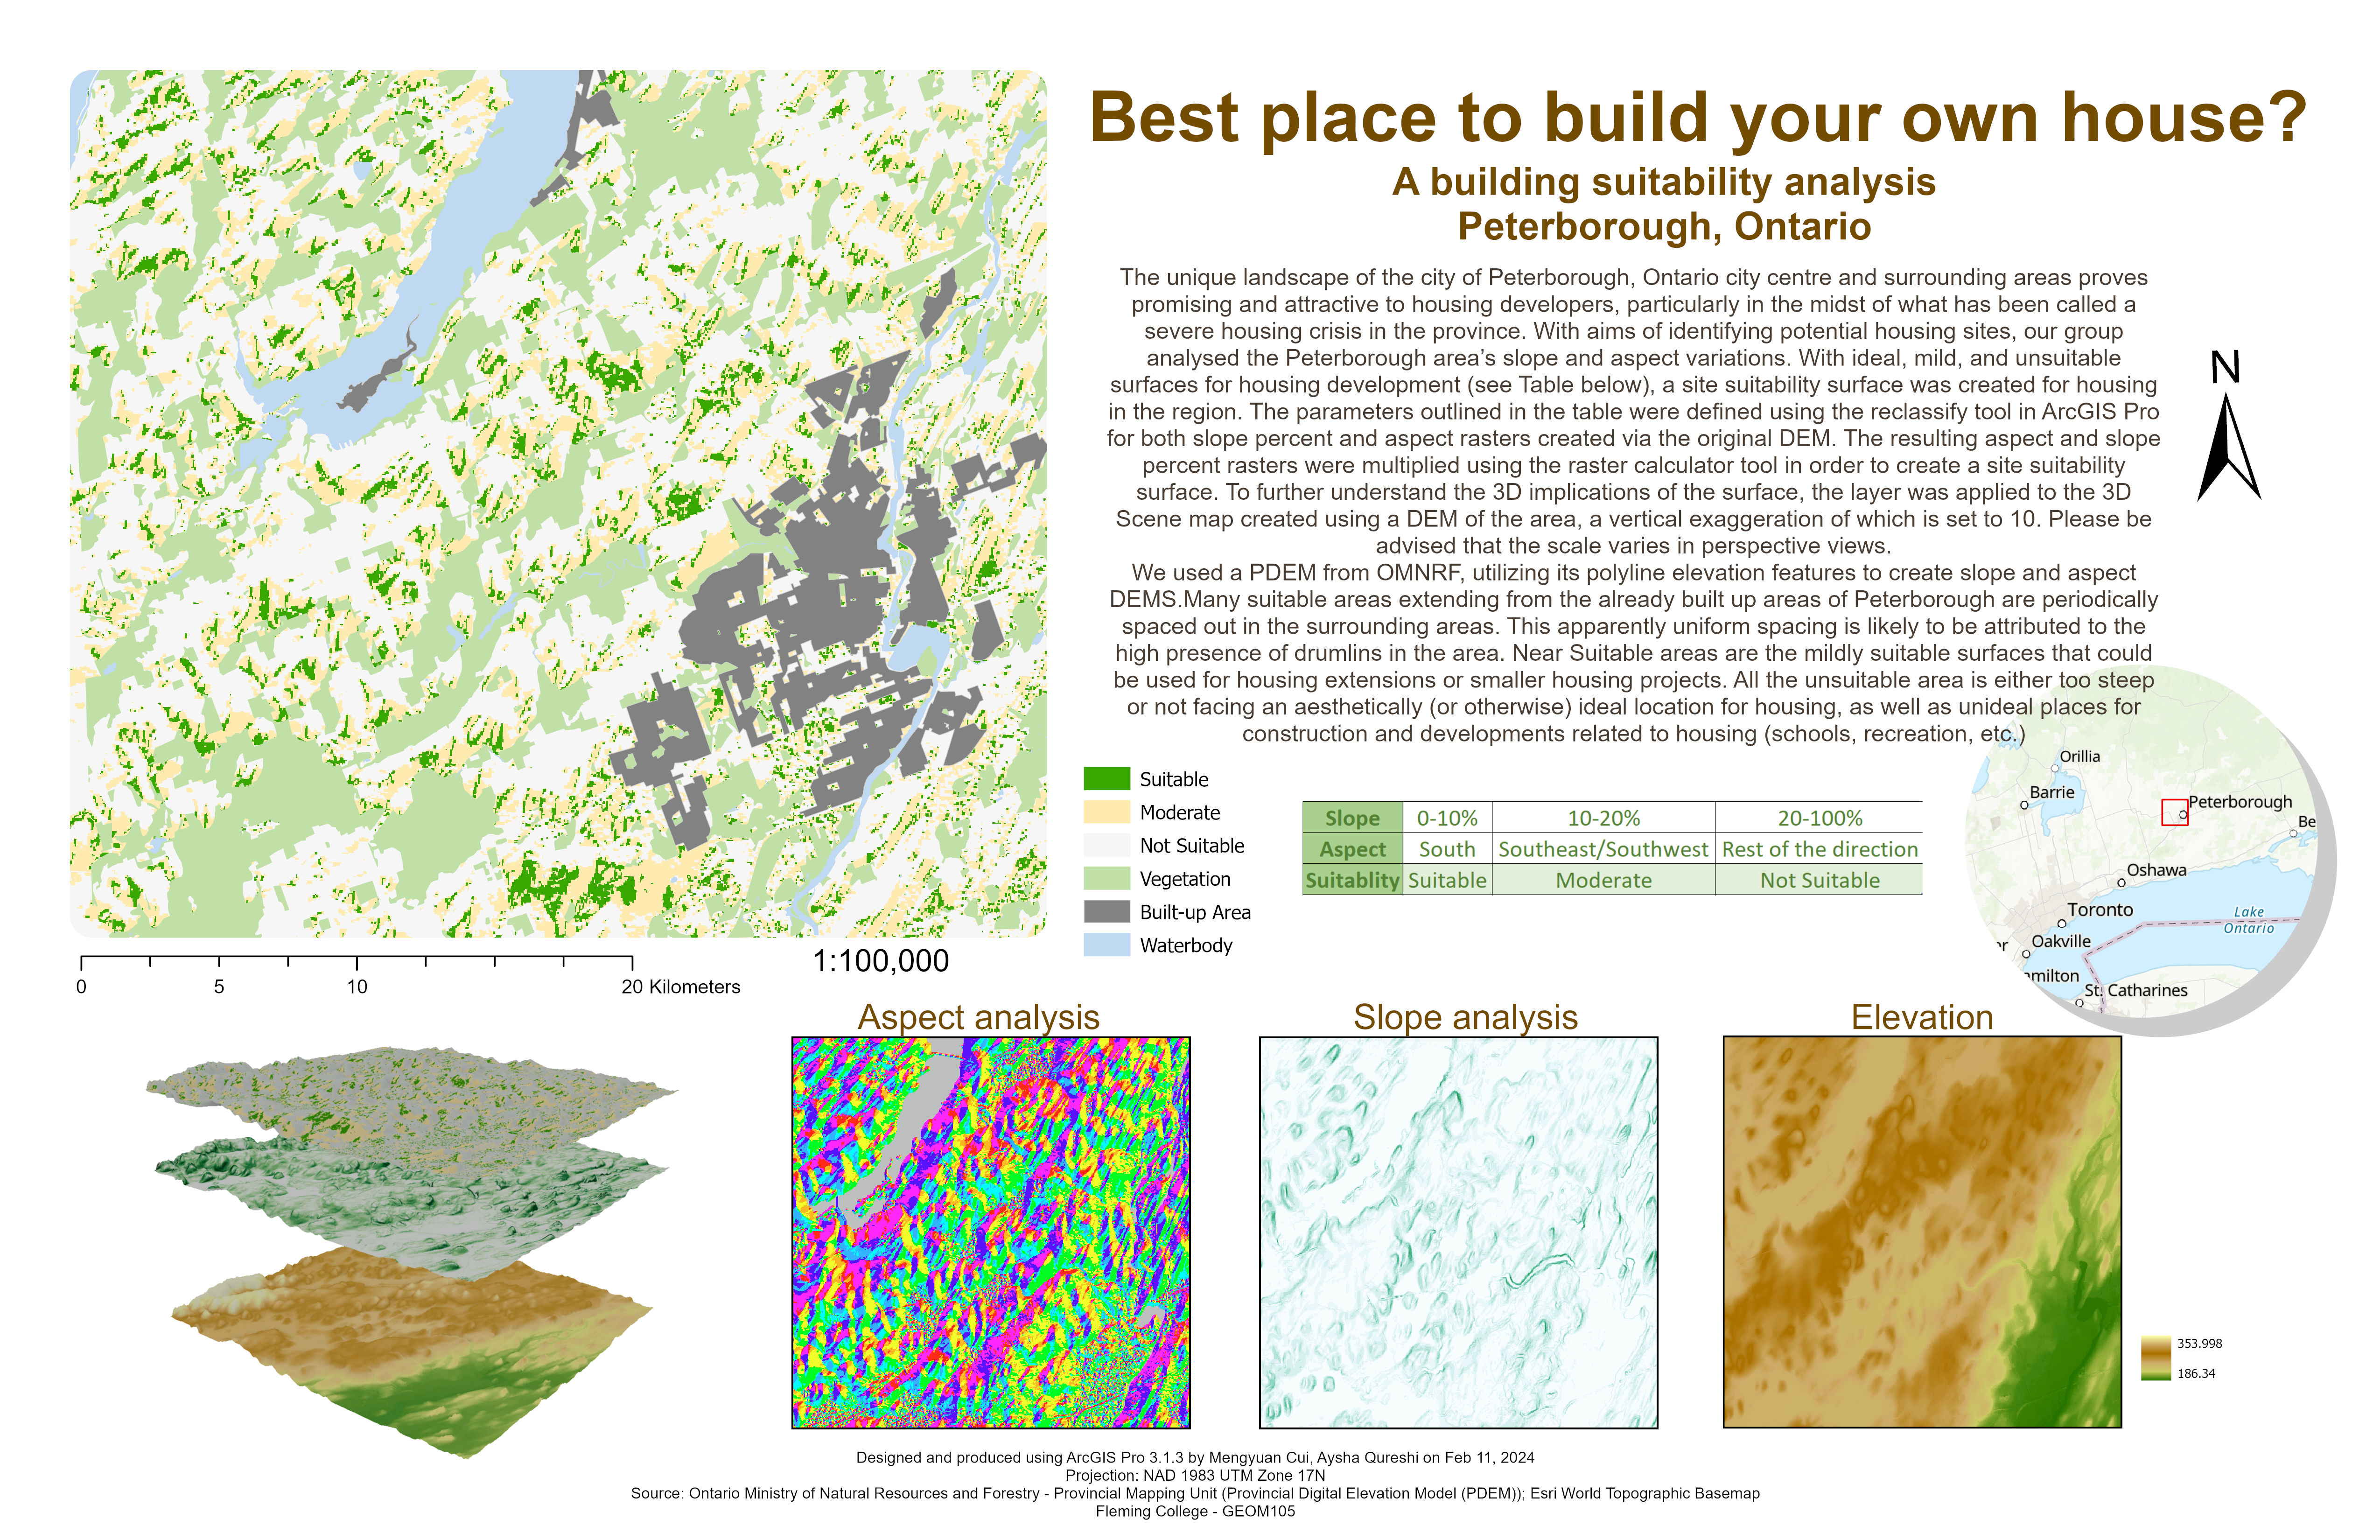 Best place to build your own house?
A building suitability analysis
Peterborough, Ontario
The unique landscape of the city of Peterborough, Ontario city centre and surrounding areas proves
promising and attractive to housing developers, particularly in the midst of what has been called a
severe housing crisis in the province. With aims of identifying potential housing sites, our group
analysed the Peterborough area’s slope and aspect variations. With ideal, mild, and unsuitable
surfaces for housing development (see Table below), a site suitability surface was created for housing
in the region. The parameters outlined in the table were defined using the reclassify tool in ArcGIS Pro
for both slope percent and aspect rasters created via the original DEM. The resulting aspect and slope
percent rasters were multiplied using the raster calculator tool in order to create a site suitability
surface. To further understand the 3D implications of the surface, the layer was applied to the 3D
Scene map created using a DEM of the area, a vertical exaggeration of which is set to 10. Please be
advised that the scale varies in perspective views.
We used a PDEM from OMNRF, utilizing its polyline elevation features to create slope and aspect
DEMS.Many suitable areas extending from the already built up areas of Peterborough are periodically
spaced out in the surrounding areas. This apparently uniform spacing is likely to be attributed to the
high presence of drumlins in the area. Near Suitable areas are the mildly suitable surfaces that could
be used for housing extensions or smaller housing projects. All the unsuitable area is either too steep
or not facing an aesthetically (or otherwise) ideal location for housing, as well as unideal places for
construction and developments related to housing (schools, recreation, etc.)
N
Suitable
Moderate
Not Suitable
Vegetation
Built-up Area
Waterbody
Slope 0-10% 10-20% 20-100%
Aspect South Southeast/Southwest Rest of the direction
Suitablity Suitable Moderate Not Suitable
Orillia
Barrie
Peterborough
Be
Oshawa
Toronto
Lake
Ontario
er
Oakville
milton
St. Catharines
0 5 10 20 Kilometers
1:100,000
Aspect analysis
Slope analysis
Elevation
353.998
186.34
Designed and produced using ArcGIS Pro 3.1.3 by Mengyuan Cui, Aysha Qureshi on Feb 11, 2024
Projection: NAD 1983 UTM Zone 17N
Source: Ontario Ministry of Natural Resources and Forestry - Provincial Mapping Unit (Provincial Digital Elevation Model (PDEM)); Esri World Topographic Basemap
Fleming College - GEOM105